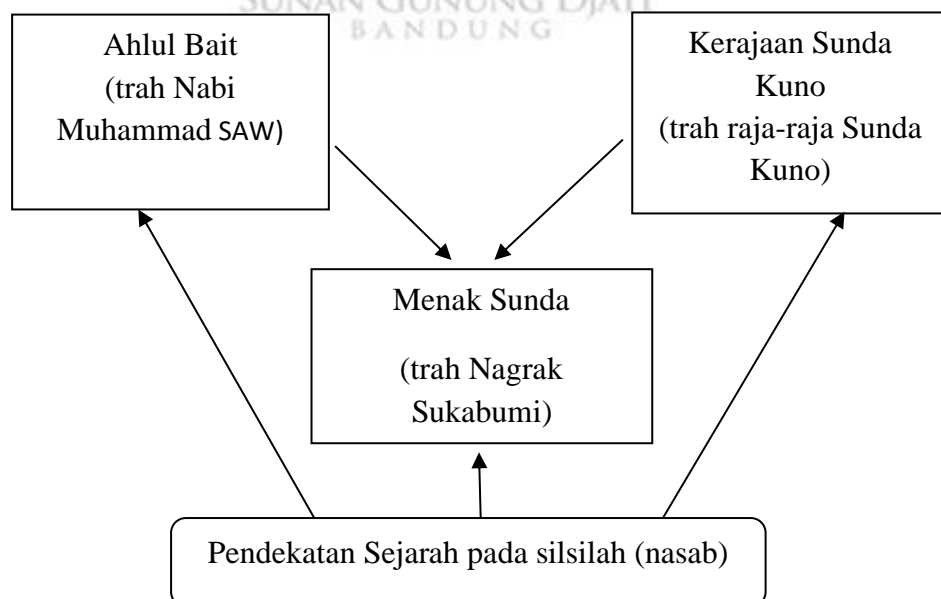 SUNAN GUNUNG DJATI
BANDUNG
Ahlul Bait
(trah Nabi
Muhammad SAW)
Kerajaan Sunda
Kuno
(trah raja-raja Sunda
Kuno)
Menak Sunda
(trah Nagrak
Sukabumi)
Pendekatan Sejarah pada silsilah (nasab)